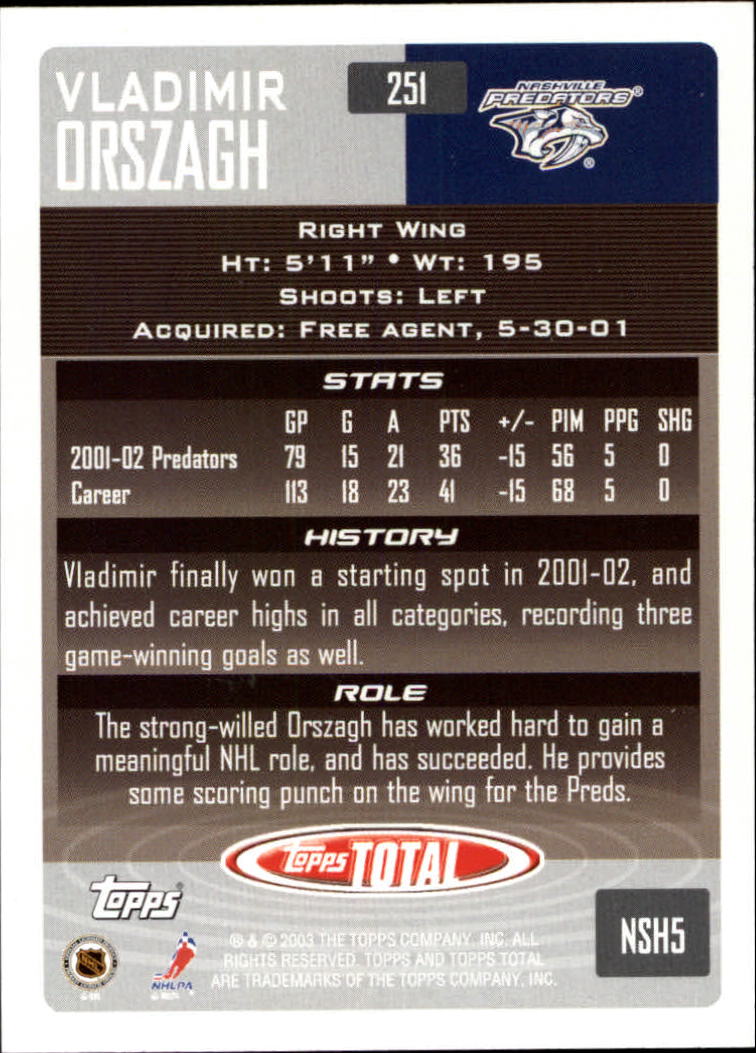 VLADIMIR
ORSZAGH
251
NASHVILLE
PREDATORS®
®
RIGHT WING
HT: 5'11" • WT: 195
SHOOTS: LEFT
ACQUIRED: FREE AGENT, 5-30-01
STATS
GP G A PTS +/- PIM PPG SHG
2001-02 Predators 79 15 21 36 -15 56 5 0
Career 113 18 23 41 -15 68 5 0
HISTORY
Vladimir finally won a starting spot in 2001-02, and
achieved career highs in all categories, recording three
game-winning goals as well.
ROLE
The strong-willed Orszagh has worked hard to gain a
meaningful NHL role, and has succeeded. He provides
some scoring punch on the wing for the Preds.
topps TOTAL
topps®
NSH5
NHL
NHLPA
® & © 2003 THE TOPPS COMPANY, INC. ALL
RIGHTS RESERVED. TOPPS AND TOPPS TOTAL
ARE TRADEMARKS OF THE TOPPS COMPANY, INC.